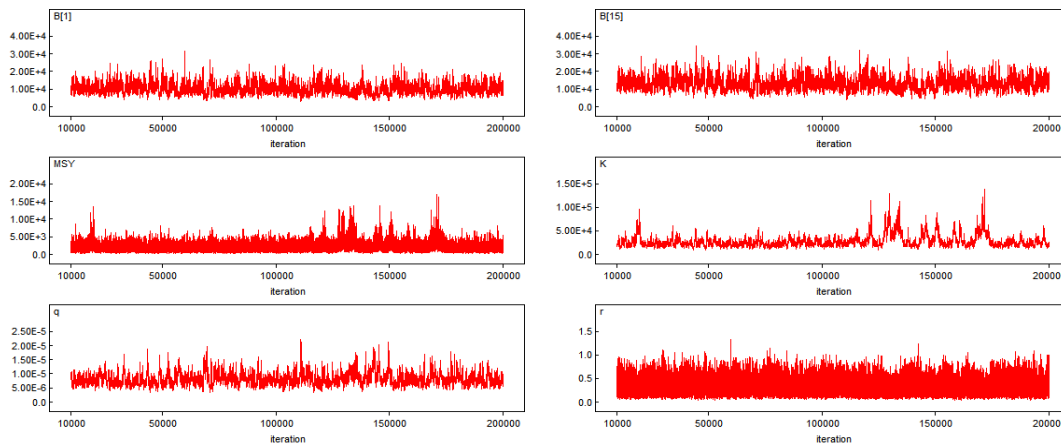 B[1]
4.00E+4
3.00E+4
2.00E+4
1.00E+4
0.0
10000 50000 100000 150000 200000
iteration
B[15]
4.00E+4
3.00E+4
2.00E+4
1.00E+4
0.0
10000 50000 100000 150000 20000
iteration
MSY
2.00E+4
1.50E+4
1.00E+4
5.00E+3
0.0
10000 50000 100000 150000 200000
iteration
K
1.50E+5
1.00E+5
5.00E+4
0.0
10000 50000 100000 150000 20000
iteration
q
2.50E-5
2.00E-5
1.50E-5
1.00E-5
5.00E-6
0.0
10000 50000 100000 150000 200000
iteration
r
1.5
1.0
0.5
0.0
10000 50000 100000 150000 20000
iteration